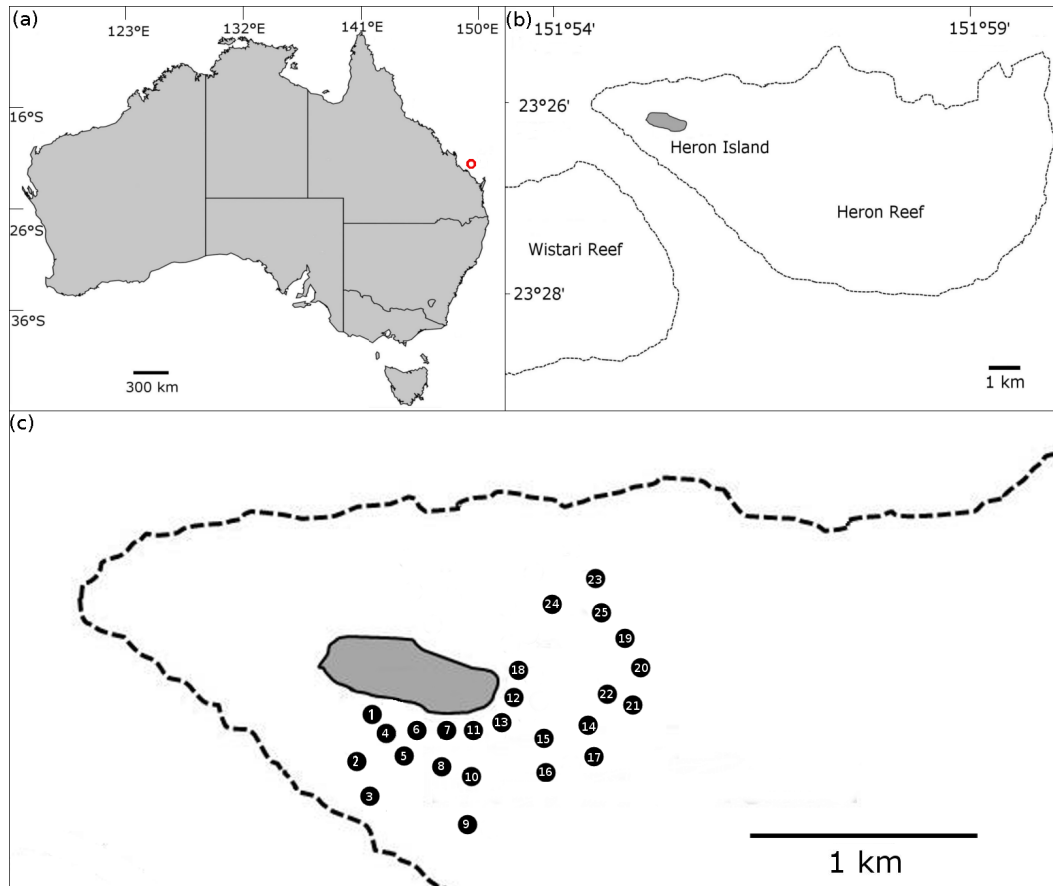 (a)
123°E 132°E 141°E 150°E
16°S
26°S
36°S
300 km
(b)
151°54' 151°59'
23°26'
Heron Island
Heron Reef
Wistari Reef
23°28'
1 km
(c)
23
24
25
19
18
20
22
12
21
1
13
14
4
6
7
11
15
5
17
2
8
16
10
3
9
1 km